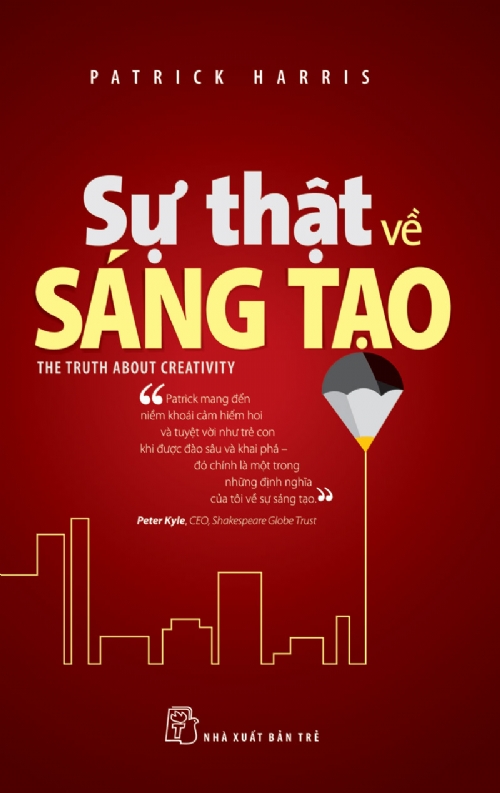 PATRICK HARRIS
Sự thật về
SÁNG TẠO
THE TRUTH ABOUT CREATIVITY
“Patrick mang đến
niềm khoái cảm hiếm hoi
và tuyệt vời như trẻ con
khi được đào sâu và khai phá –
đó chính là một trong
những định nghĩa
của tôi về sự sáng tạo.”
Peter Kyle, CEO, Shakespeare Globe Trust
NHÀ XUẤT BẢN TRẺ